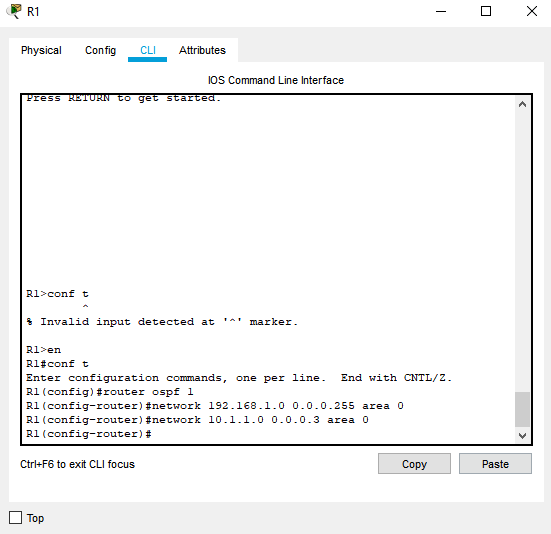 R1
Physical Config CLI Attributes
IOS Command Line Interface
Press RETURN to get started.
R1>conf t
^
% Invalid input detected at '^' marker.
R1>en
R1#conf t
Enter configuration commands, one per line.  End with CNTL/Z.
R1(config)#router ospf 1
R1(config-router)#network 192.168.1.0 0.0.0.255 area 0
R1(config-router)#network 10.1.1.0 0.0.0.3 area 0
R1(config-router)#
Ctrl+F6 to exit CLI focus
Copy Paste
Top